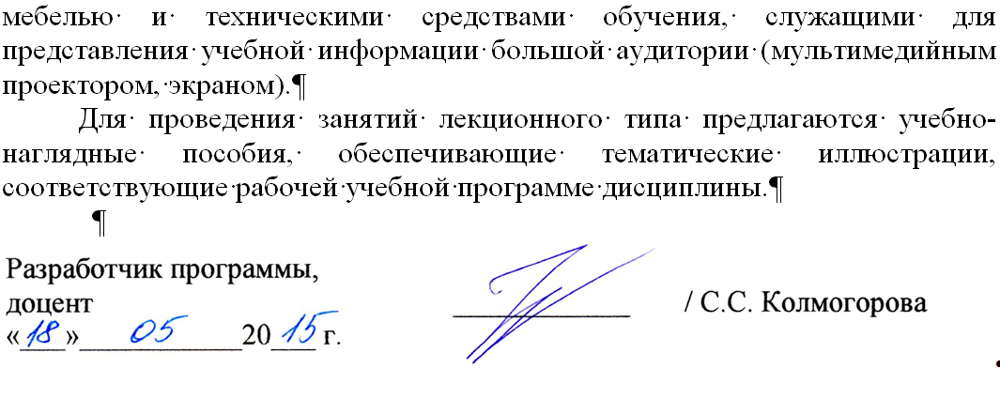 мебелью и техническими средствами обучения, служащими для
представления учебной информации большой аудитории (мультимедийным
проектором, экраном).¶
Для проведения занятий лекционного типа предлагаются учебно-
наглядные пособия, обеспечивающие тематические иллюстрации,
соответствующие рабочей учебной программе дисциплины.¶
¶
Разработчик программы,
доцент
«18» 05 2015 г. / С.С. Колмогорова